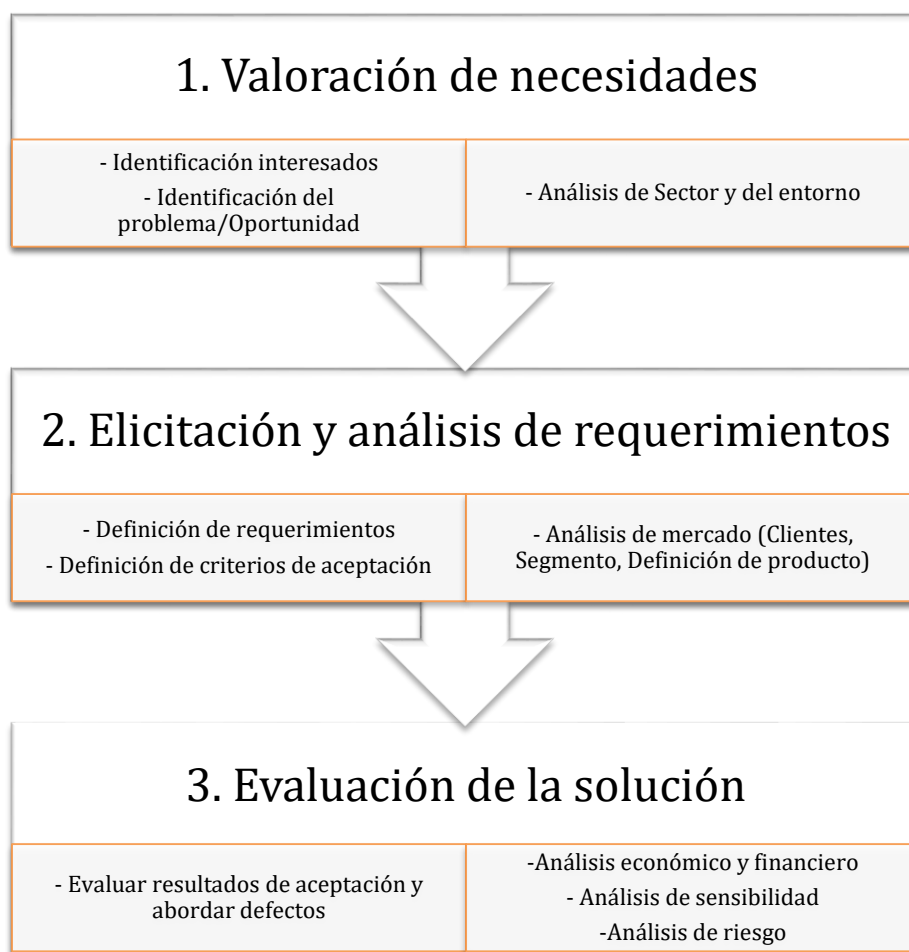 1. Valoración de necesidades
- Identificación interesados
- Identificación del
problema/Oportunidad
- Análisis de Sector y del entorno
2. Elicitación y análisis de requerimientos
- Definición de requerimientos
- Definición de criterios de aceptación
- Análisis de mercado (Clientes,
Segmento, Definición de producto)
3. Evaluación de la solución
- Evaluar resultados de aceptación y
abordar defectos
-Análisis económico y financiero
- Análisis de sensibilidad
-Análisis de riesgo